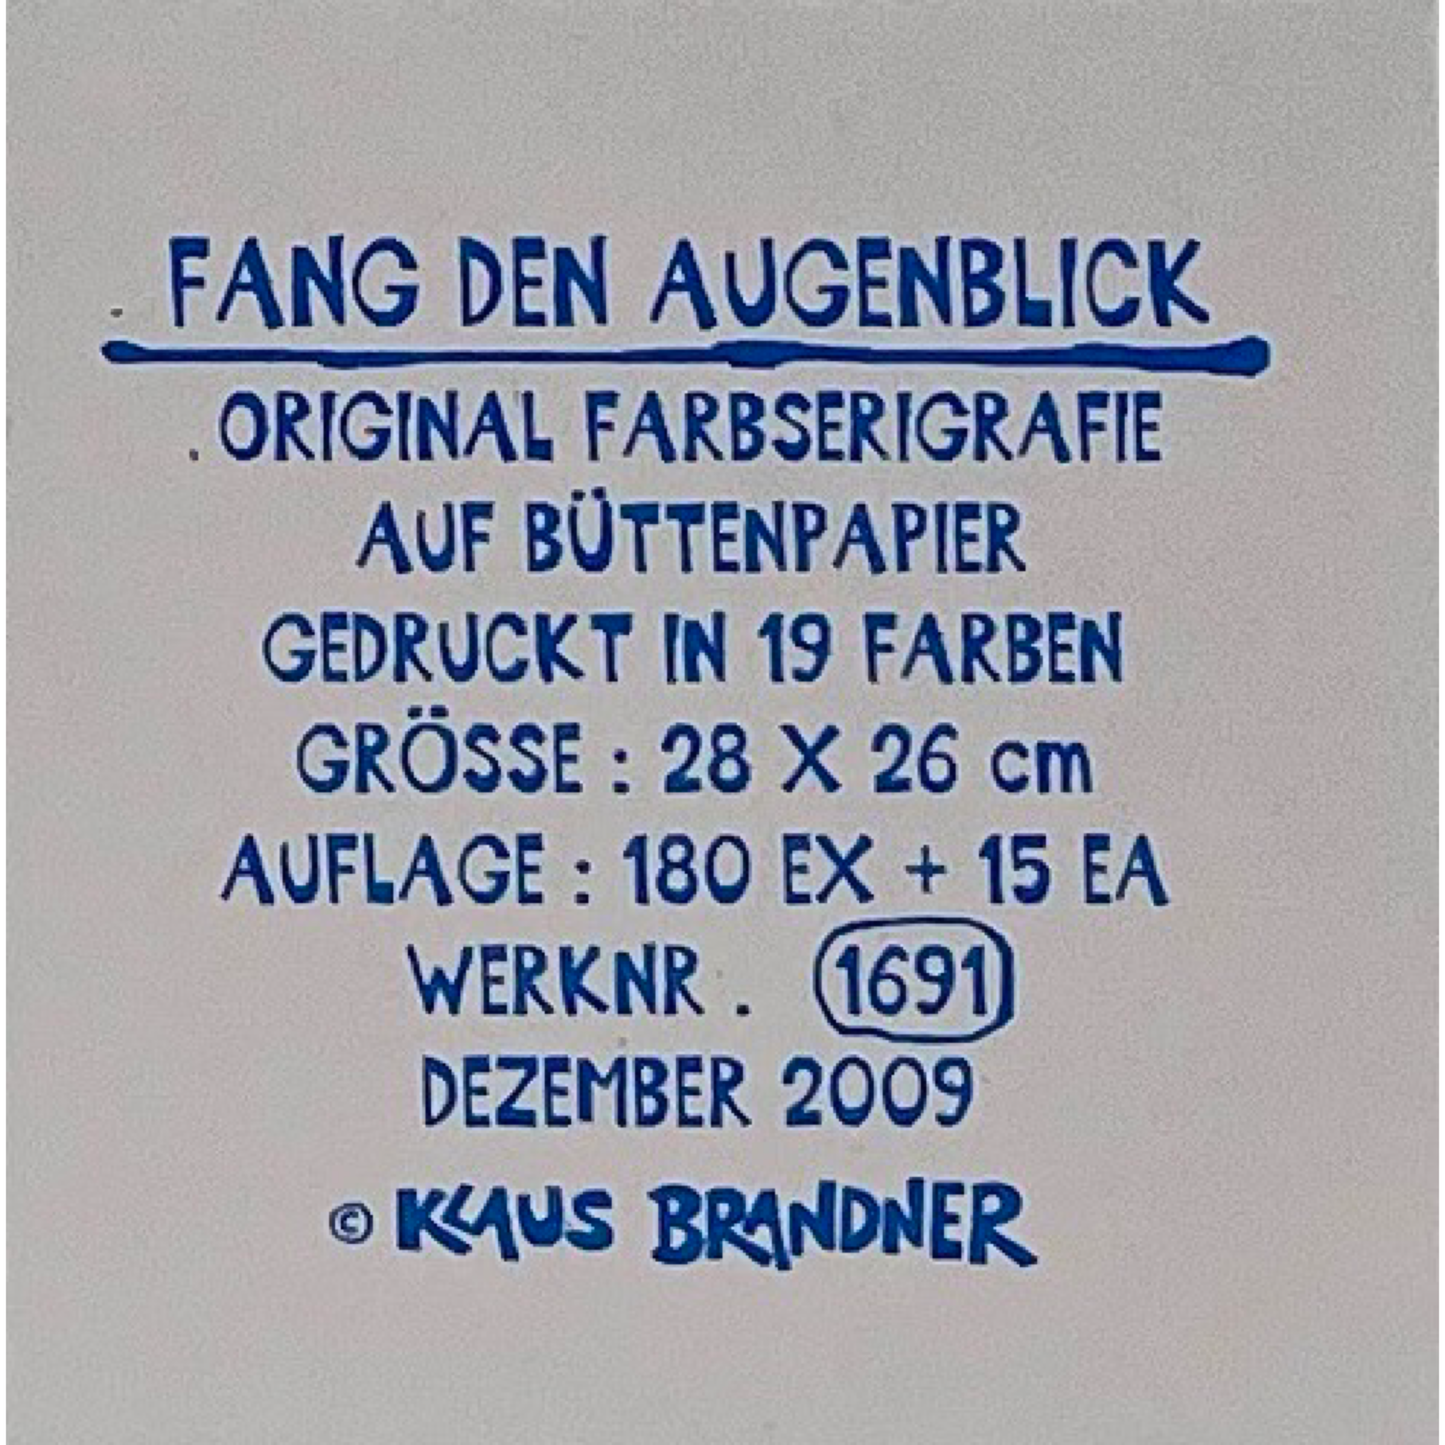 FANG DEN AUGENBLICK
ORIGINAL FARBSERIGRAFIE
AUF BÜTTENPAPIER
GEDRUCKT IN 19 FARBEN
GRÖSSE : 28 X 26 cm
AUFLAGE : 180 EX + 15 EA
WERKNR . 1691
DEZEMBER 2009
© KLAUS BRANDNER